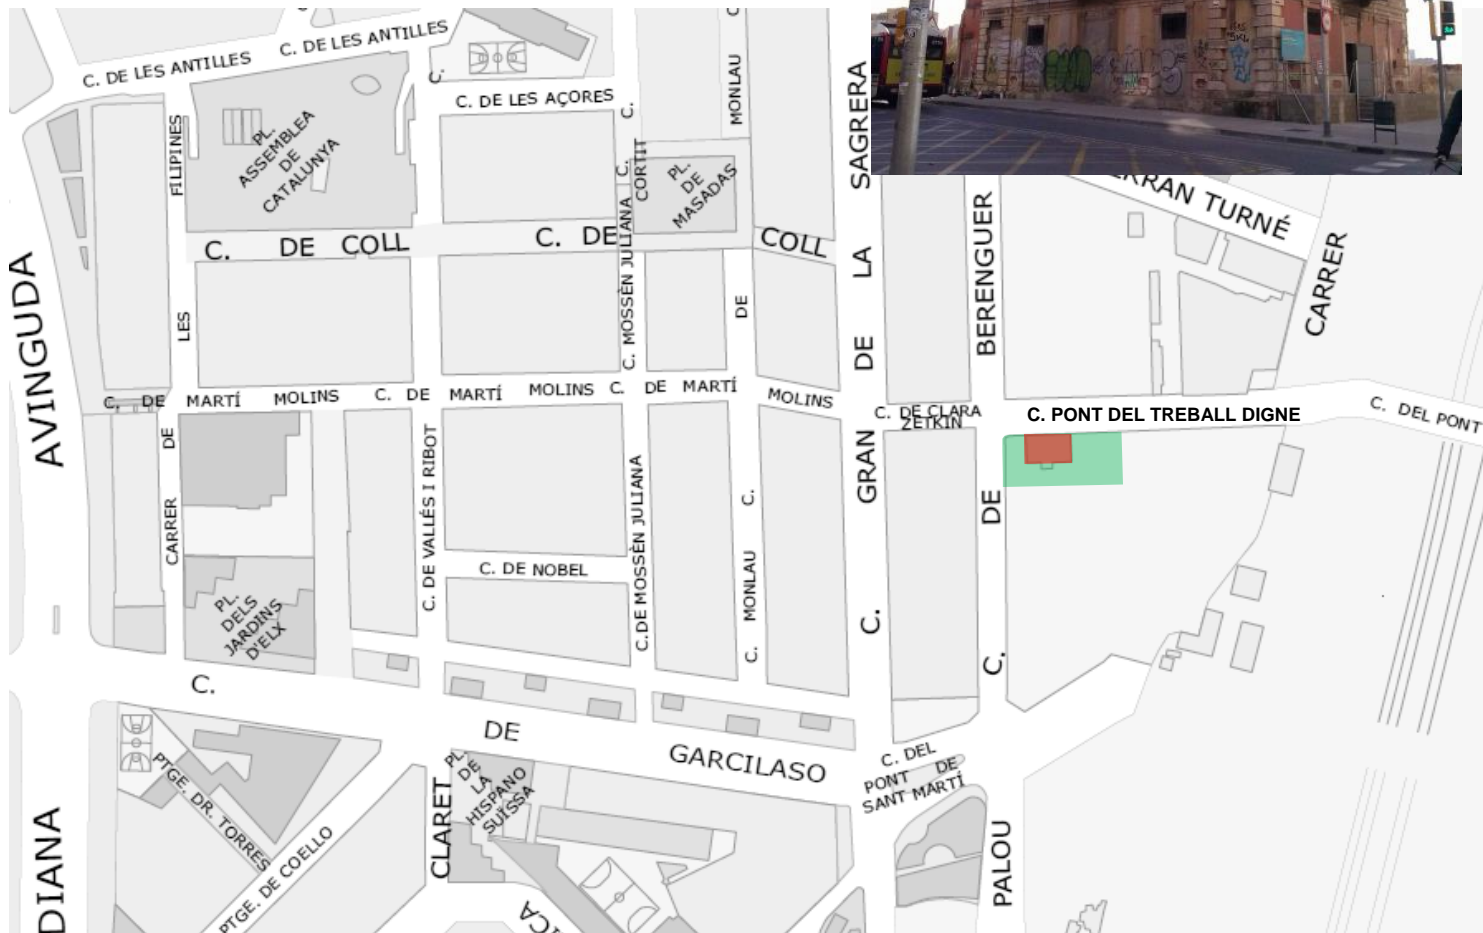 C. DE LES ANTILLES
C. DE LES ANTILLES
C.
C. DE LES AÇORES
C.
MONLAU
C.
SAGRERA
FILIPINES
PL.
ASSEMBLEA
DE
CATALUNYA
C.
CORTIT
PL.
DE
MASADAS
TURNÉ
C. DE COLL
C. DE
COLL
AVINGUDA
LES
C. MOSSÈN JULIANA
DE
LA
DE
BERENGUER
CARRER
C. DE MARTÍ MOLINS
C. DE MARTÍ MOLINS
C. DE MARTÍ MOLINS
C. DE CLARA
ZETKIN
C. PONT DEL TREBALL DIGNE
C. DEL PONT
DE
CARRER
C. DE VALLÉS I RIBOT
C. DE NOBEL
C. DE MOSSÈN JULIANA
C.
MONLAU
C.
GRAN
C.
DE
C.
PL.
DELS
JARDINS
D'ELX
C.
DE
GARCILASO
C. DEL
PONT DE
SANT MARTÍ
PTGE. DR. TORRES
PTGE. DE COELLO
CLARET
PL.
DE
LA
HISPANO
SUÏSSA
DIANA
ICA
PALOU